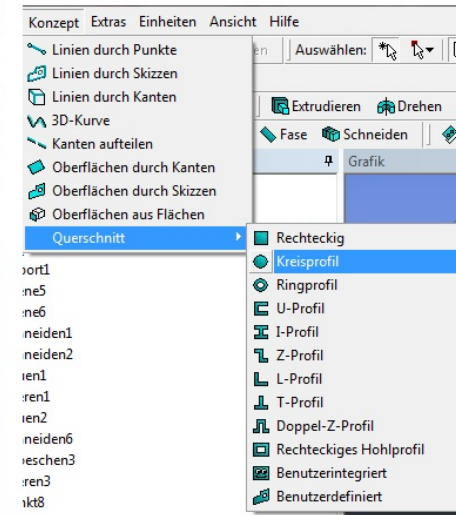 Konzept Extras Einheiten Ansicht Hilfe
Linien durch Punkte
Auswählen:
Linien durch Skizzen
Linien durch Kanten
Extrudieren Drehen
3D-Kurve
Fase Schneiden
Kanten aufteilen
Grafik
Oberflächen durch Kanten
Oberflächen durch Skizzen
Oberflächen aus Flächen
Querschnitt
Rechteckig
Kreisprofil
Ringprofil
U-Profil
I-Profil
Z-Profil
L-Profil
T-Profil
Doppel-Z-Profil
Rechteckiges Hohlprofil
Benutzerintegriert
Benutzerdefiniert